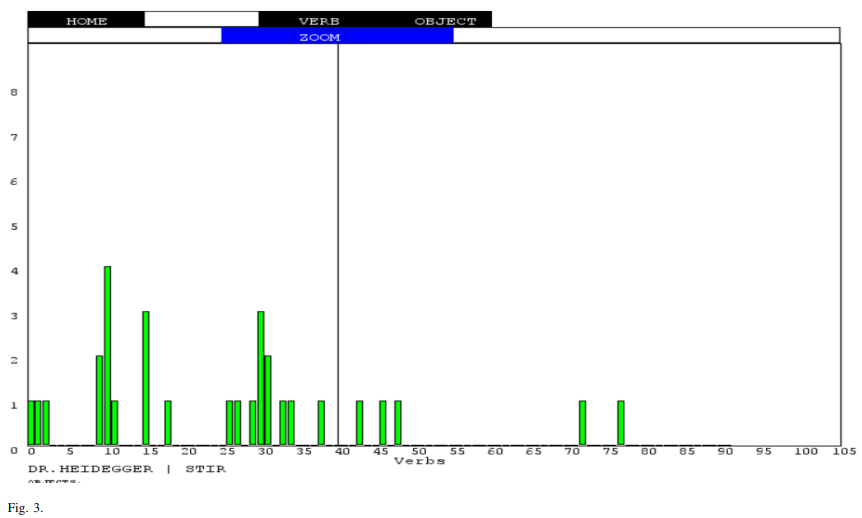 HOME VERB OBJECT
ZOOM
8
7
6
5
4
3
2
1
0
0 5 10 15 20 25 30 35 40 45 50 55 60 65 70 75 80 85 90 95 100 105
Verbs
DR.HEIDEGGER | STIR
OBJECTS:
Fig. 3.